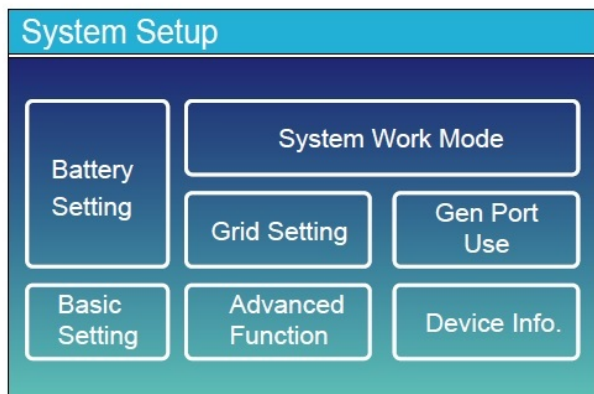 System Setup
Battery
Setting
System Work Mode
Grid Setting
Gen Port
Use
Basic
Setting
Advanced
Function
Device Info.